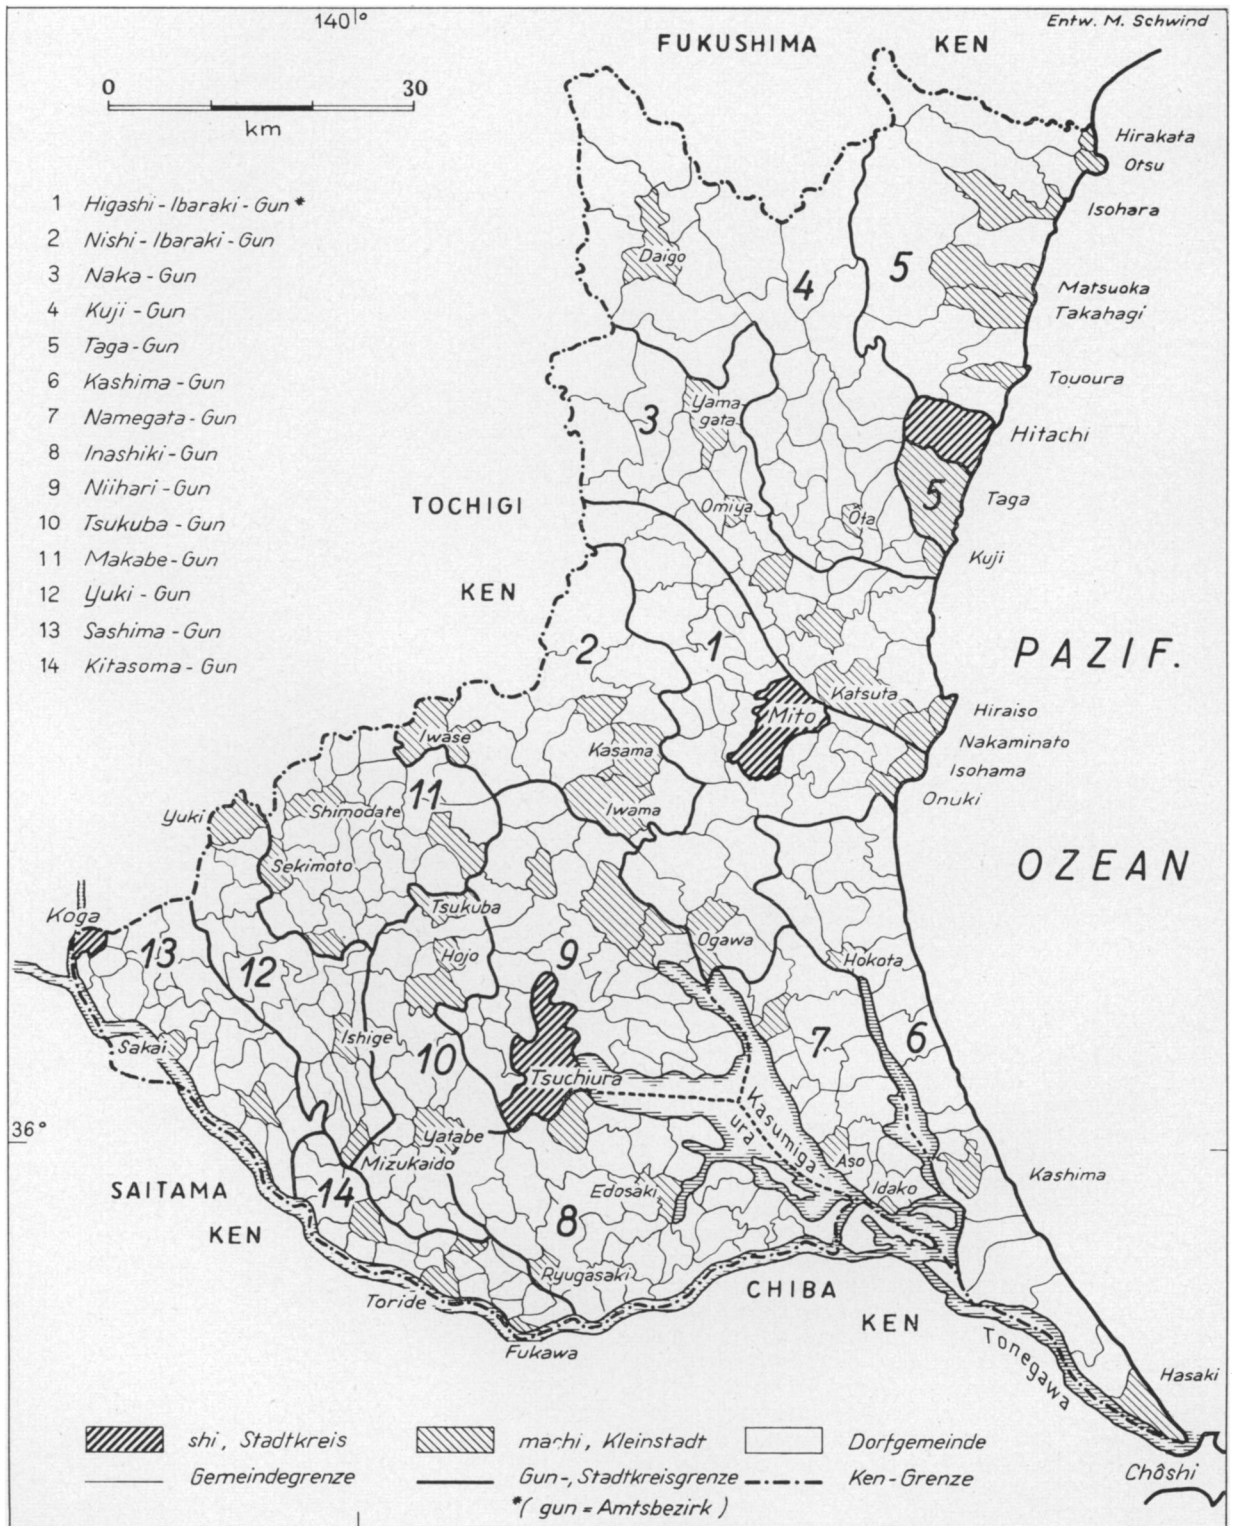 140°
Entw. M. Schwind
FUKUSHIMA KEN
0 30
km
Hirakata
Otsu
1 Higashi-Ibaraki-Gun*
2 Nishi-Ibaraki-Gun
3 Naka-Gun
4 Kuji-Gun
5 Taga-Gun
6 Kashima-Gun
7 Namegata-Gun
8 Inashiki-Gun
9 Niihari-Gun
10 Tsukuba-Gun
11 Makabe-Gun
12 Yuki-Gun
13 Sashima-Gun
14 Kitasoma-Gun
Isohara
Daigo
4
5
Matsuoka
Takahagi
Toyoura
3
Yama-
gata
Hitachi
5
Taga
TOCHIGI
KEN
Omiya
Ôta
Kuji
2
1
PAZIF.
Katsuta
Mito
Hiraiso
Nakaminato
Isohama
Onuki
Iwase
Kasama
11
Iwama
Yuki
Shimodate
Sekimoto
OZEAN
Koga
Tsukuba
13
12
Hojo
9
Ogawa
Hokota
Sakai
Ishige
10
7
6
Tsuchiura
Kasumiga
ura
36°
Yatabe
Mizukaido
Aso
Idako
Kashima
SAITAMA
KEN
14
Edosaki
8
Ryugasaki
CHIBA
KEN
Toride
Fukawa
Tonegawa
Hasaki
Chôshi
shi, Stadtkreis
machi, Kleinstadt
Dorfgemeinde
Gemeindegrenze
Gun-, Stadtkreisgrenze
Ken-Grenze
*( gun = Amtsbezirk )